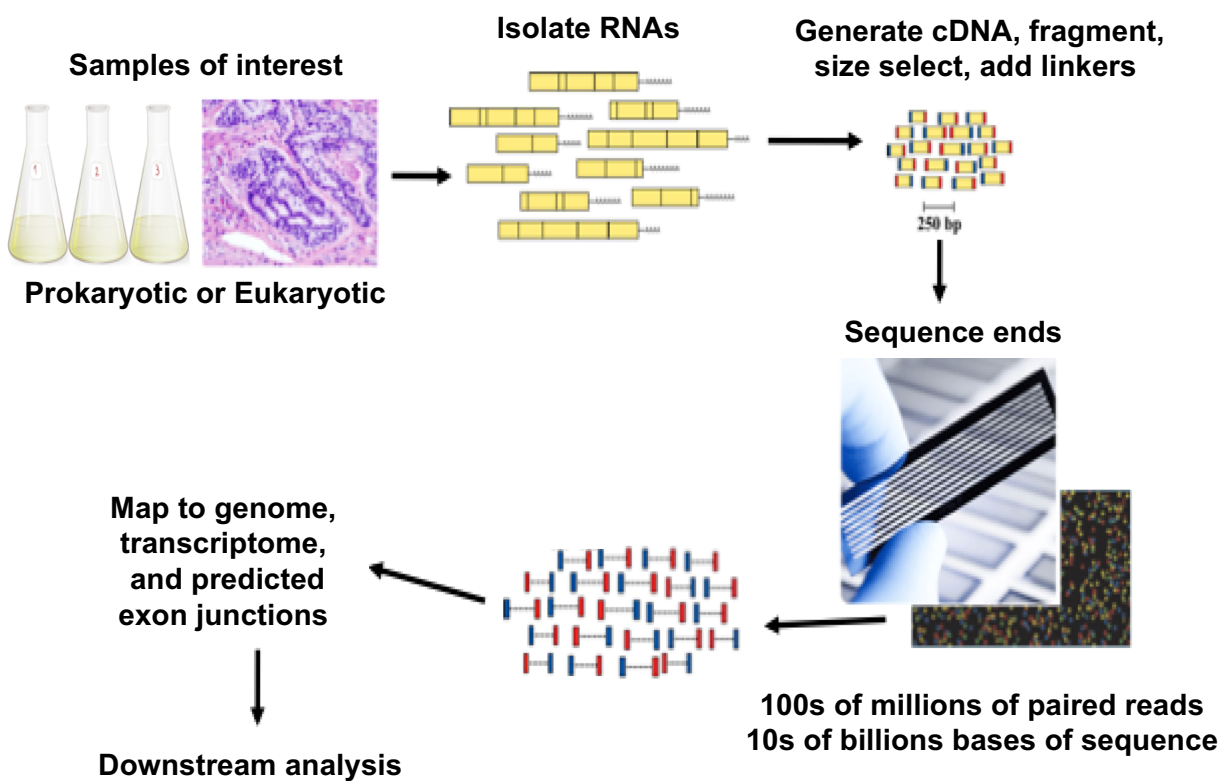 Samples of interest
1
2
3
Prokaryotic or Eukaryotic
Isolate RNAs
Generate cDNA, fragment,
size select, add linkers
250 bp
Sequence ends
100s of millions of paired reads
10s of billions bases of sequence
Map to genome,
transcriptome,
and predicted
exon junctions
Downstream analysis